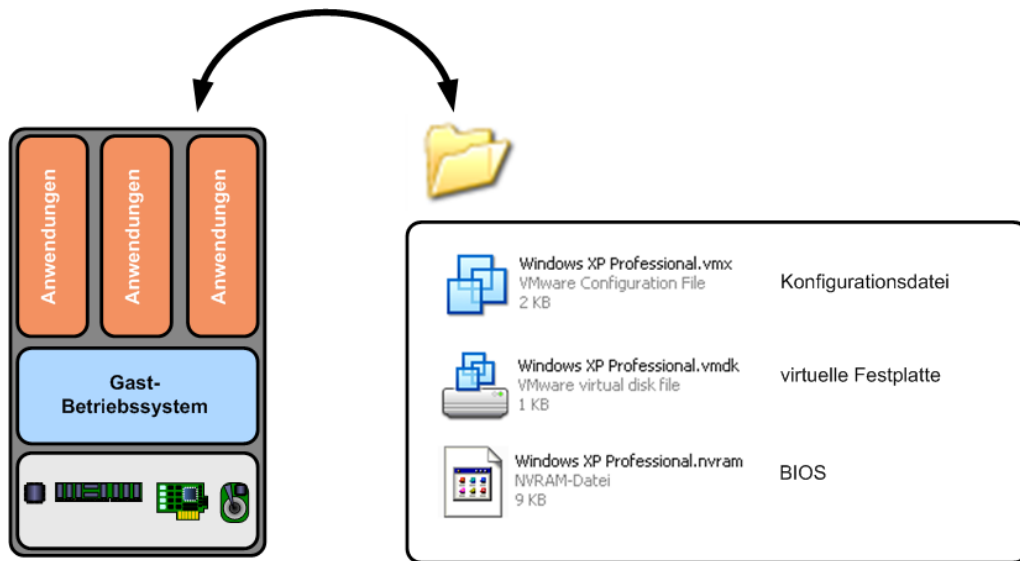 Anwendungen
Anwendungen
Anwendungen
Gast-
Betriebssystem
Windows XP Professional.vmx
VMware Configuration File
2 KB
Konfigurationsdatei
Windows XP Professional.vmdk
VMware virtual disk file
1 KB
virtuelle Festplatte
Windows XP Professional.nvram
NVRAM-Datei
9 KB
BIOS